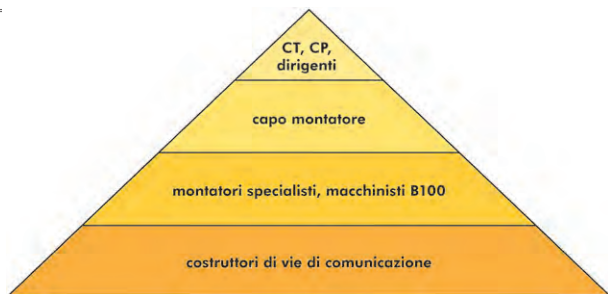 CT, CP,
dirigenti
capo montatore
montatori specialisti, macchinisti B100
costruttori di vie di comunicazione